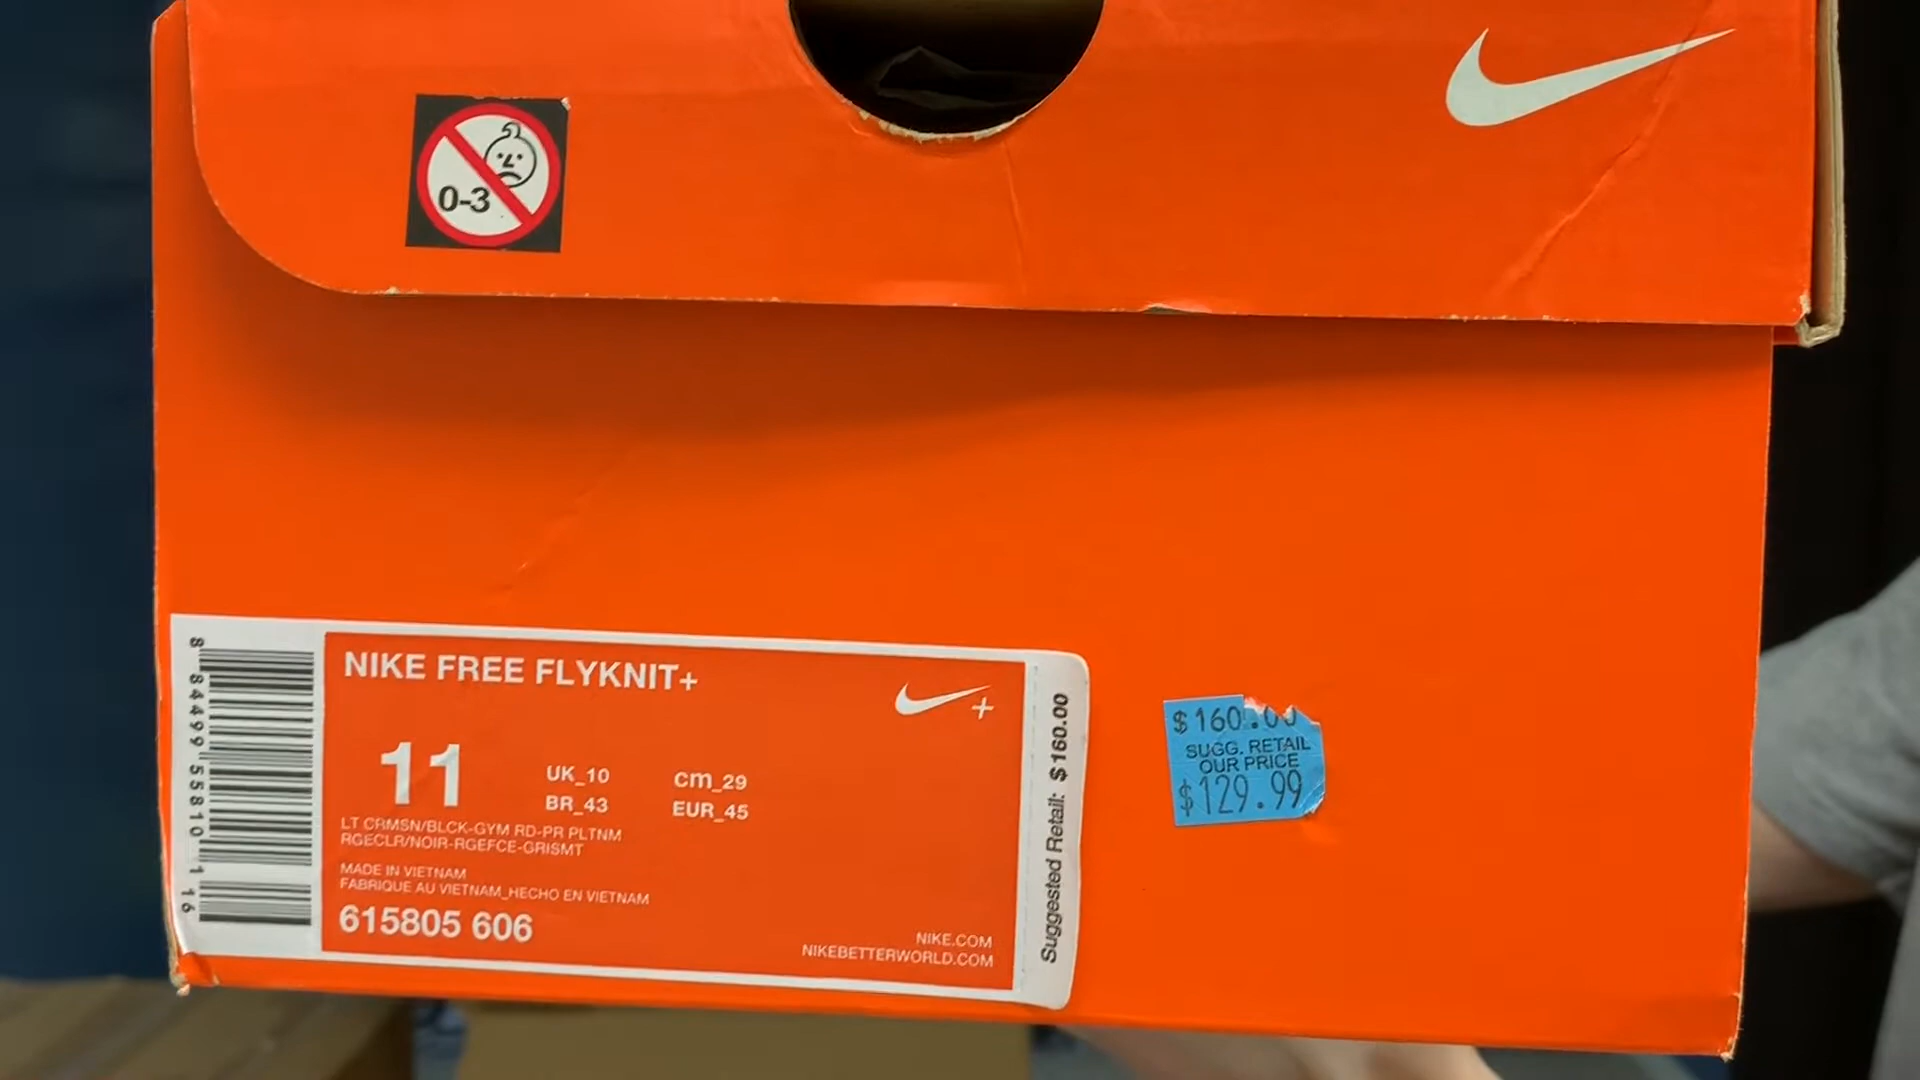 0-3
NIKE FREE FLYKNIT+
+
11
UK_10
cm_29
BR_43
EUR_45
LT CRMSN/BLCK-GYM RD-PR PLTNM
RGECLR/NOIR-RGEFCE-GRISMT
MADE IN VIETNAM
FABRIQUE AU VIETNAM_HECHO EN VIETNAM
615805 606
NIKE.COM
NIKEBETTERWORLD.COM
8 84499 55810 1 16
Suggested Retail: $160.00
$160.00
SUGG. RETAIL
OUR PRICE
$129.99